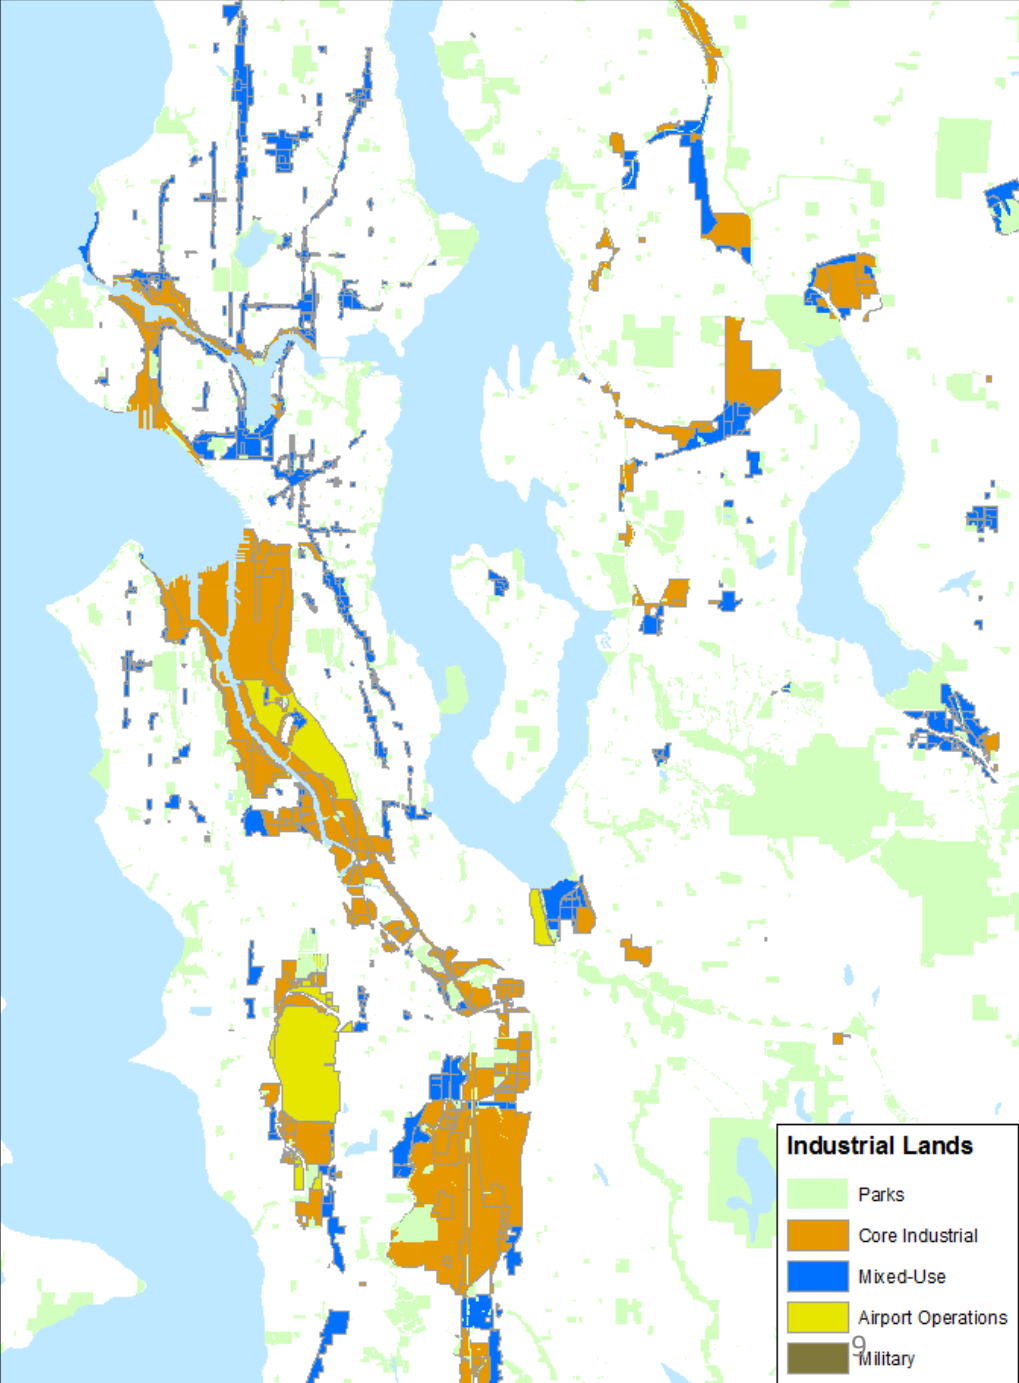 Industrial Lands
Parks
Core Industrial
Mixed-Use
Airport Operations
9
Military